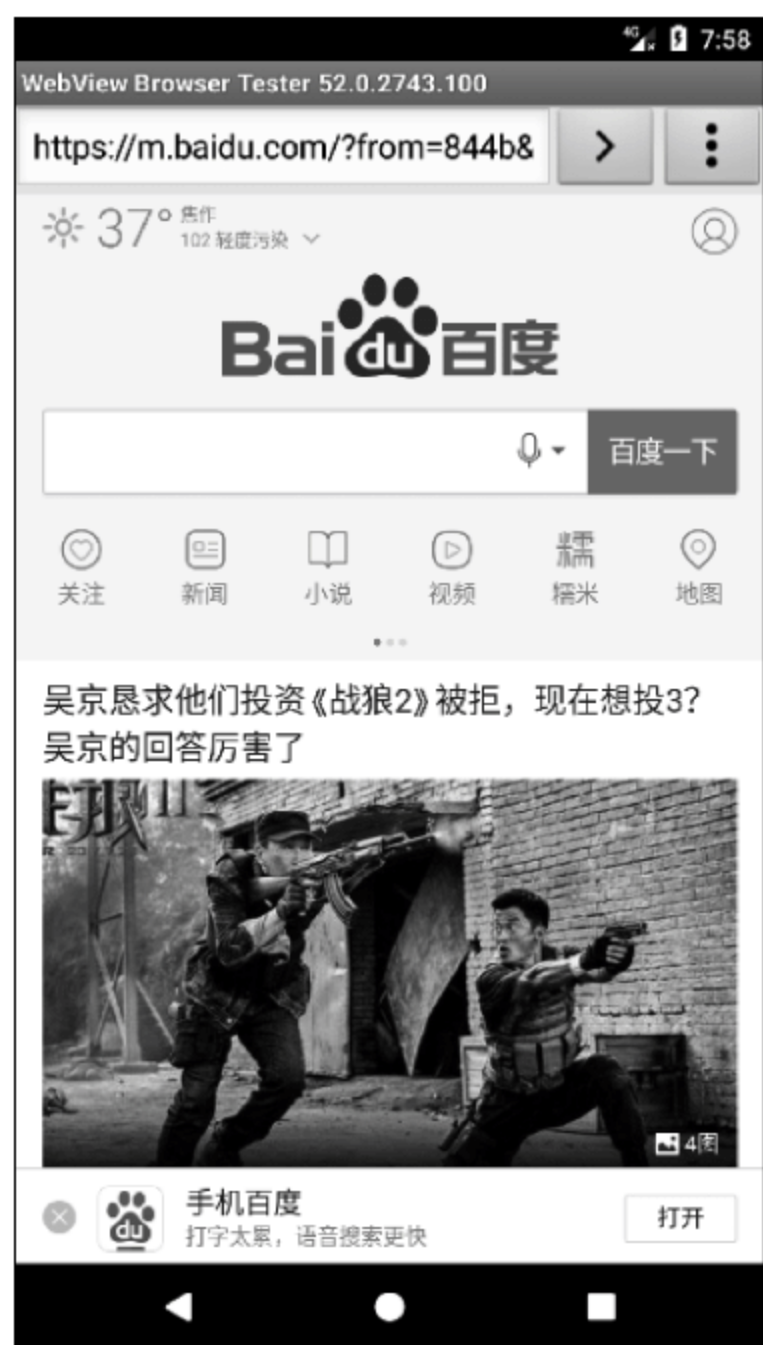 4G 7:58
WebView Browser Tester 52.0.2743.100
https://m.baidu.com/?from=844b&
37° 焦作
102 轻度污染
Bai du 百度
百度一下
关注 新闻 小说 视频 糯米 地图
吴京恳求他们投资《战狼2》被拒，现在想投3？
吴京的回答厉害了
4图
手机百度
打字太累，语音搜索更快
打开